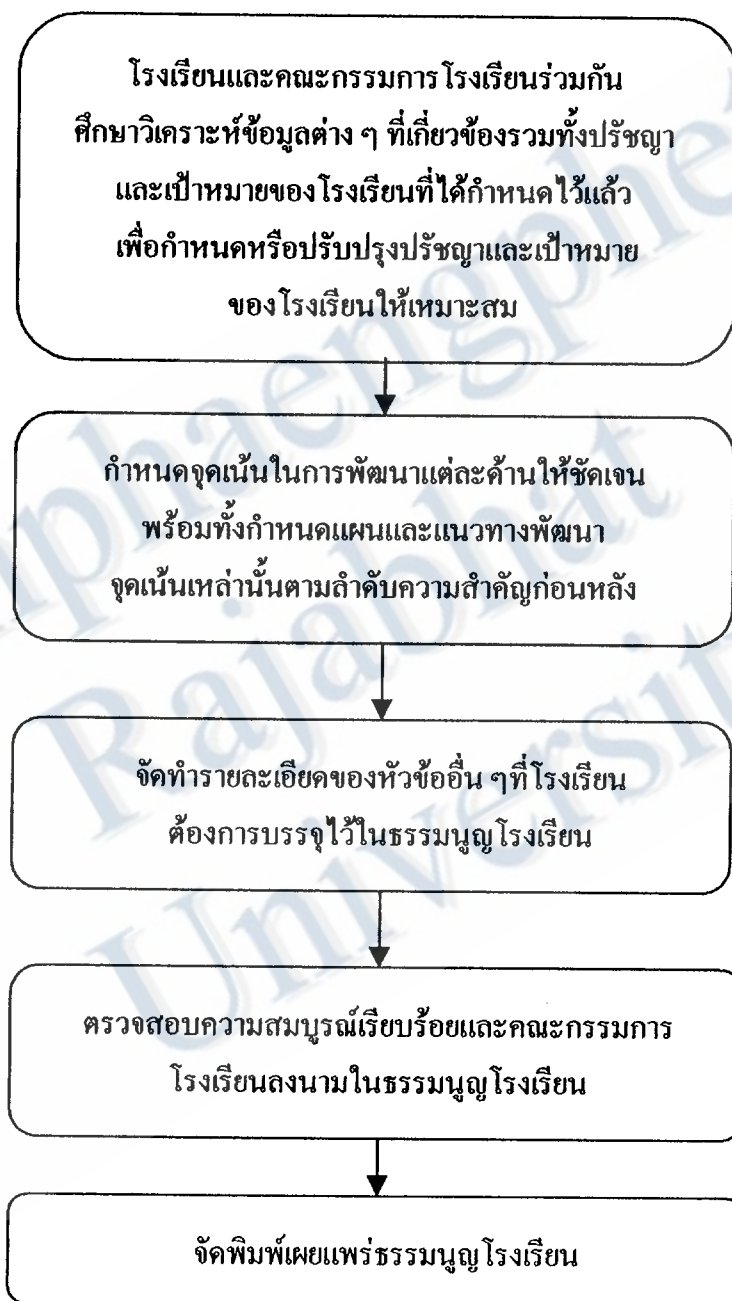 โรงเรียนและคณะกรรมการโรงเรียนร่วมกัน
ศึกษาวิเคราะห์ข้อมูลต่าง ๆ ที่เกี่ยวข้องรวมทั้งปรัชญา
และเป้าหมายของโรงเรียนที่ได้กำหนดไว้แล้ว
เพื่อกำหนดหรือปรับปรุงปรัชญาและเป้าหมาย
ของโรงเรียนให้เหมาะสม
กำหนดจุดเน้นในการพัฒนาแต่ละด้านให้ชัดเจน
พร้อมทั้งกำหนดแผนและแนวทางพัฒนา
จุดเน้นเหล่านั้นตามลำดับความสำคัญก่อนหลัง
จัดทำรายละเอียดของหัวข้ออื่น ๆที่โรงเรียน
ต้องการบรรจุไว้ในธรรมนูญโรงเรียน
ตรวจสอบความสมบูรณ์เรียบร้อยและคณะกรรมการ
โรงเรียนลงนามในธรรมนูญโรงเรียน
จัดพิมพ์เผยแพร่ธรรมนูญโรงเรียน
mphaengphet
Rajabhat
Universit